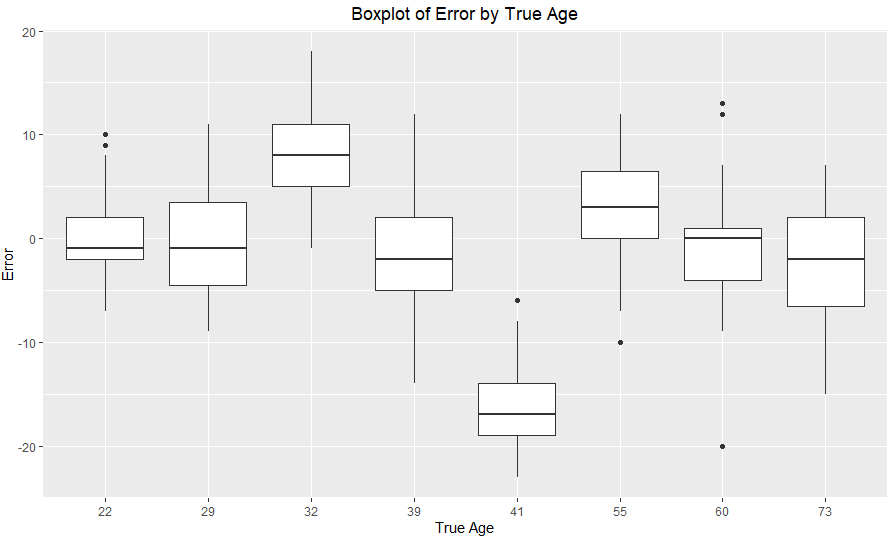 Boxplot of Error by True Age
20
10
0
-10
-20
Error
22 29 32 39 41 55 60 73
True Age